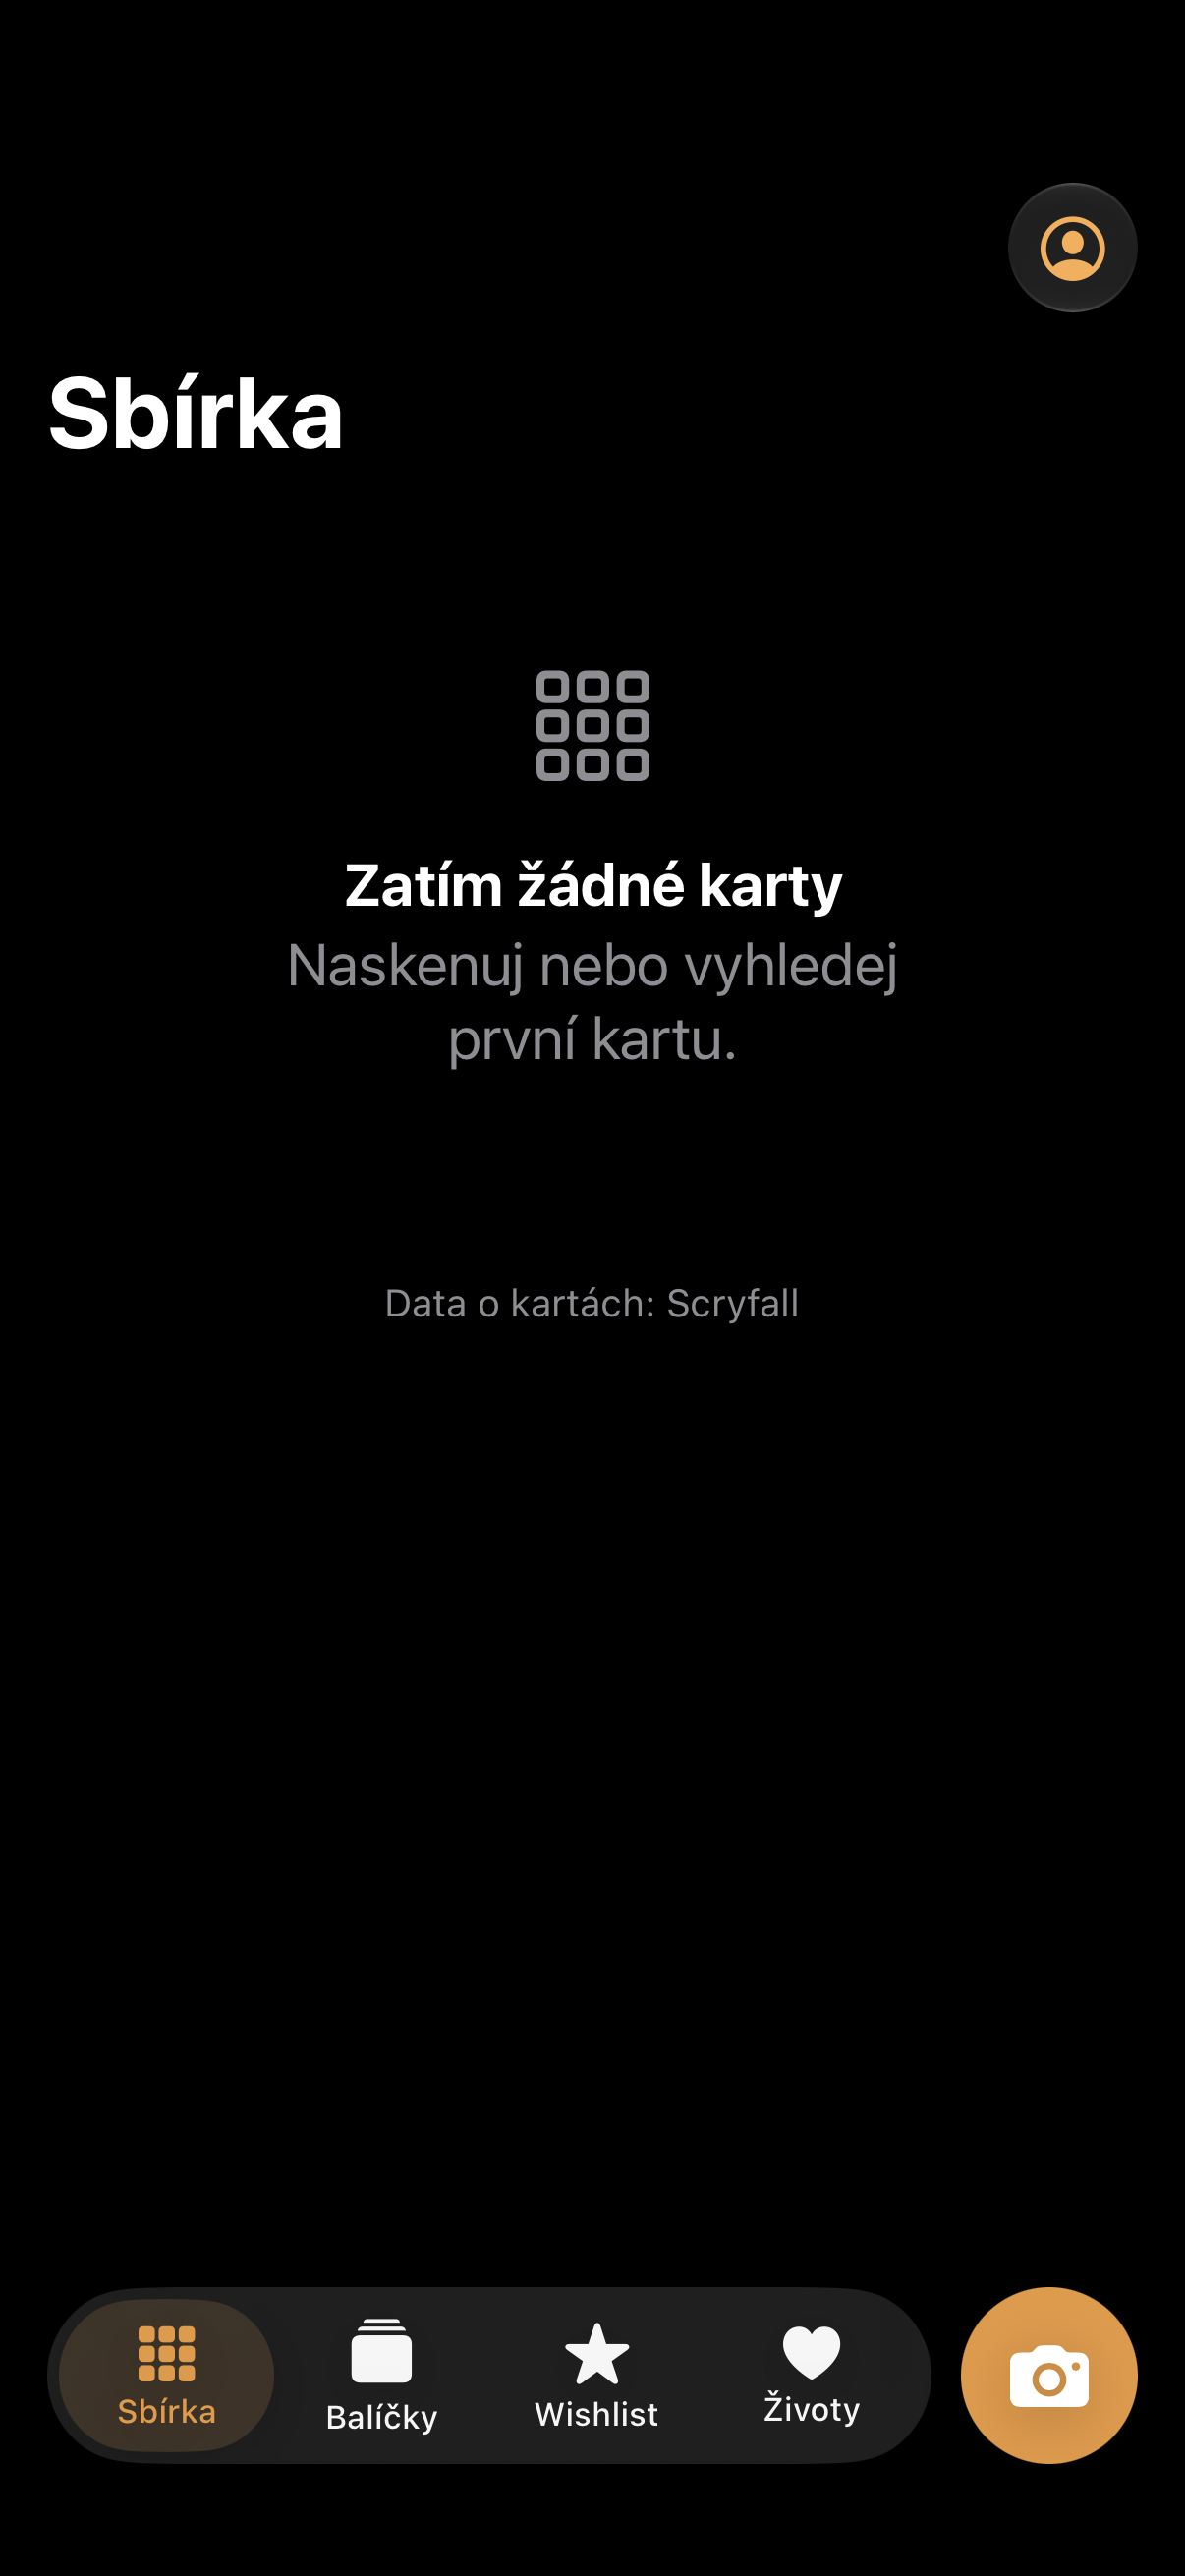 Sbírka
Zatím žádné karty
Naskenuj nebo vyhledej
první kartu.
Data o kartách: Scryfall
Sbírka
Balíčky
Wishlist
Životy